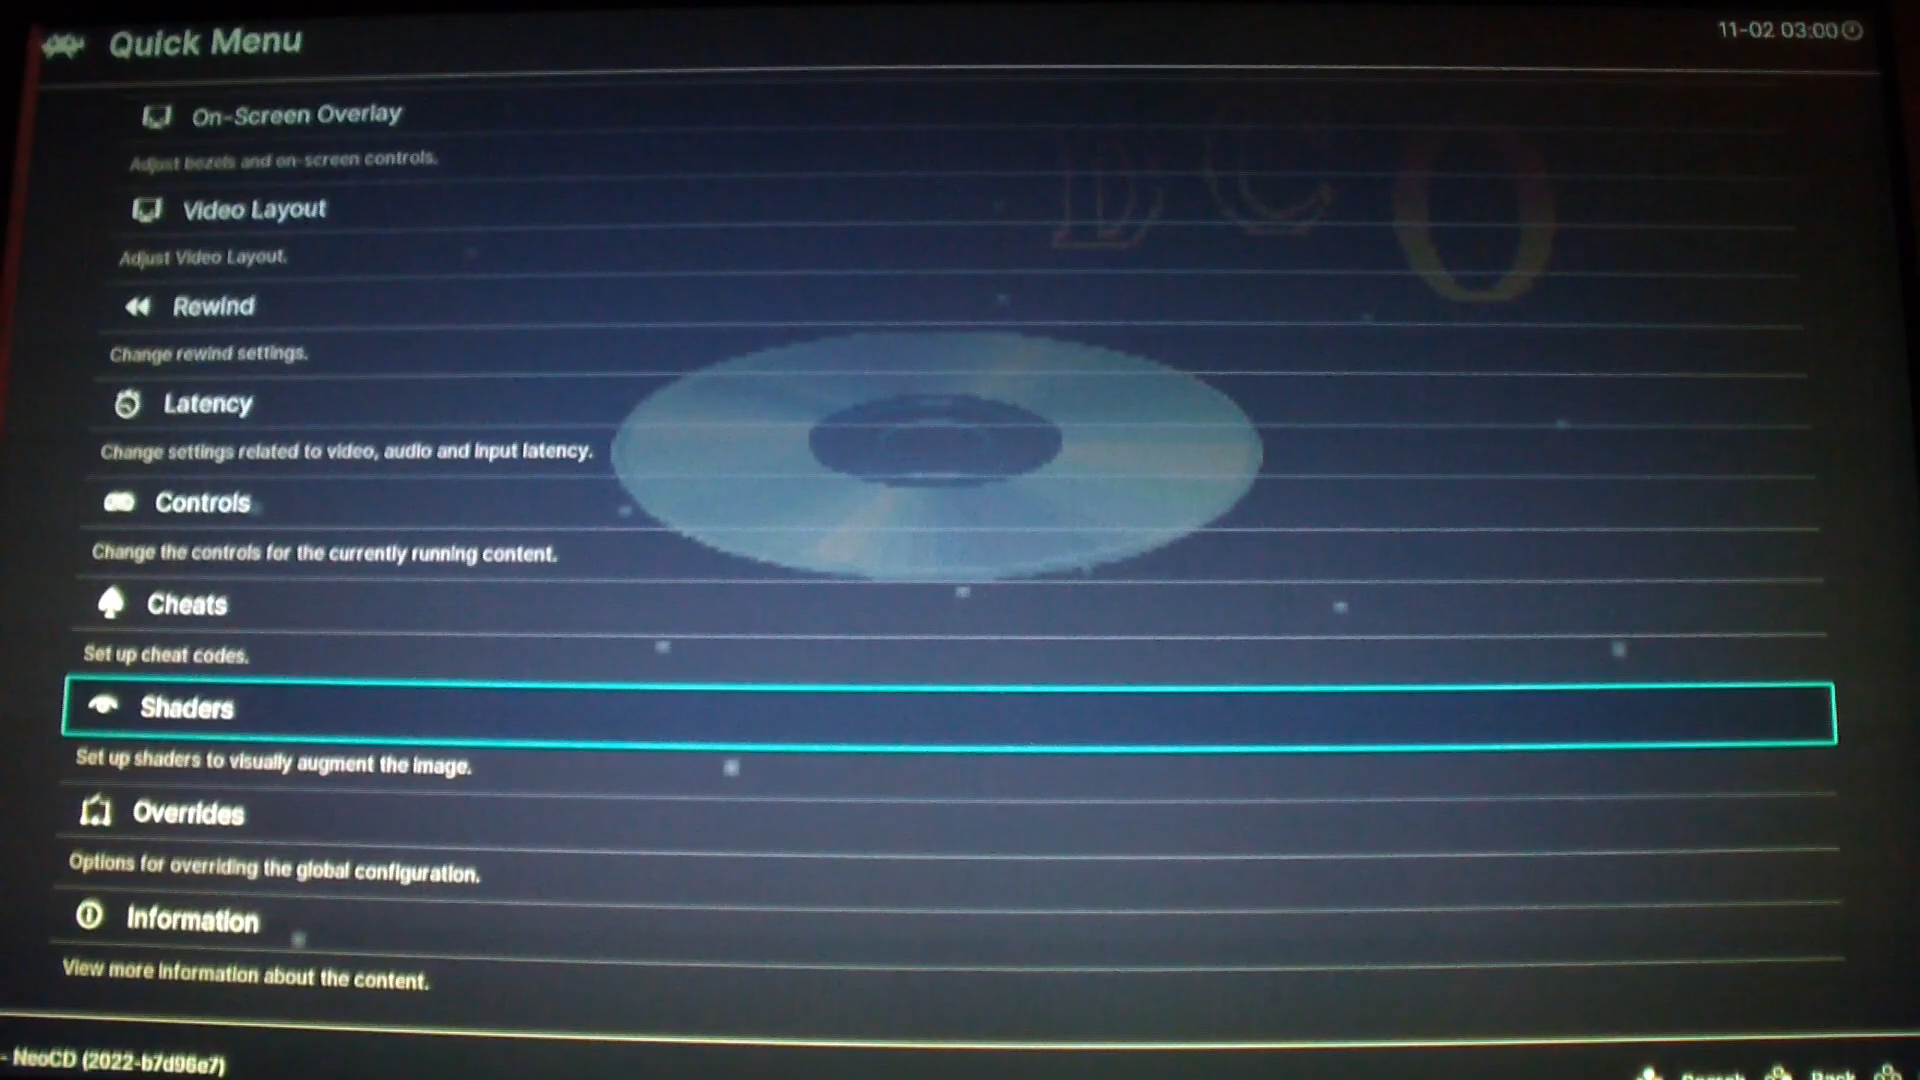 Quick Menu
11-02 03:00
On-Screen Overlay
Adjust bezels and on-screen controls.
D C O
Video Layout
Adjust Video Layout.
Rewind
Change rewind settings.
Latency
Change settings related to video, audio and input latency.
Controls
Change the controls for the currently running content.
Cheats
Set up cheat codes.
Shaders
Set up shaders to visually augment the image.
Overrides
Options for overriding the global configuration.
Information
View more information about the content.
- NeoCD (2022-b7d96e7)
Search Back